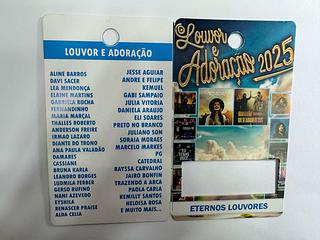 LOUVOR E ADORAÇÃO
ALINE BARROS
DAVI SACER
LEA MENDONÇA
ELAINE MARTINS
GABRIELA ROCHA
FERNANDINHO
MARIA MARÇAL
THALLES ROBERTO
ANDERSON FREIRE
IRMAO LAZARO
DIANTE DO TRONO
ANA PAULA VALADÃO
DAMARES
CASSIANE
BRUNA KARLA
LEANDRO BORGES
LUDMILA FERBER
GERSO RUFINO
NANI AZEVEDO
EYSHILA
RENASCER PRAISE
ALDA CELIA
JESSE AGUIAR
ANDRE E FELIPE
KEMUEL
GABI SAMPAIO
JULIA VITORIA
DANIELA ARAUJO
ELI SOARES
PRETO NO BRANCO
JULIANO SON
SORAIA MORAES
MARCELO MARKES
CATEDRAL
RAYSSA CARVALHO
JAIRO BONFIN
TRAZENDO A ARCA
PAOLA CARLA
KEMILLY SANTOS
HELOISA ROSA
E MUITO MAIS...
Louvor
e
Adoração 2025
ETERNOS LOUVORES